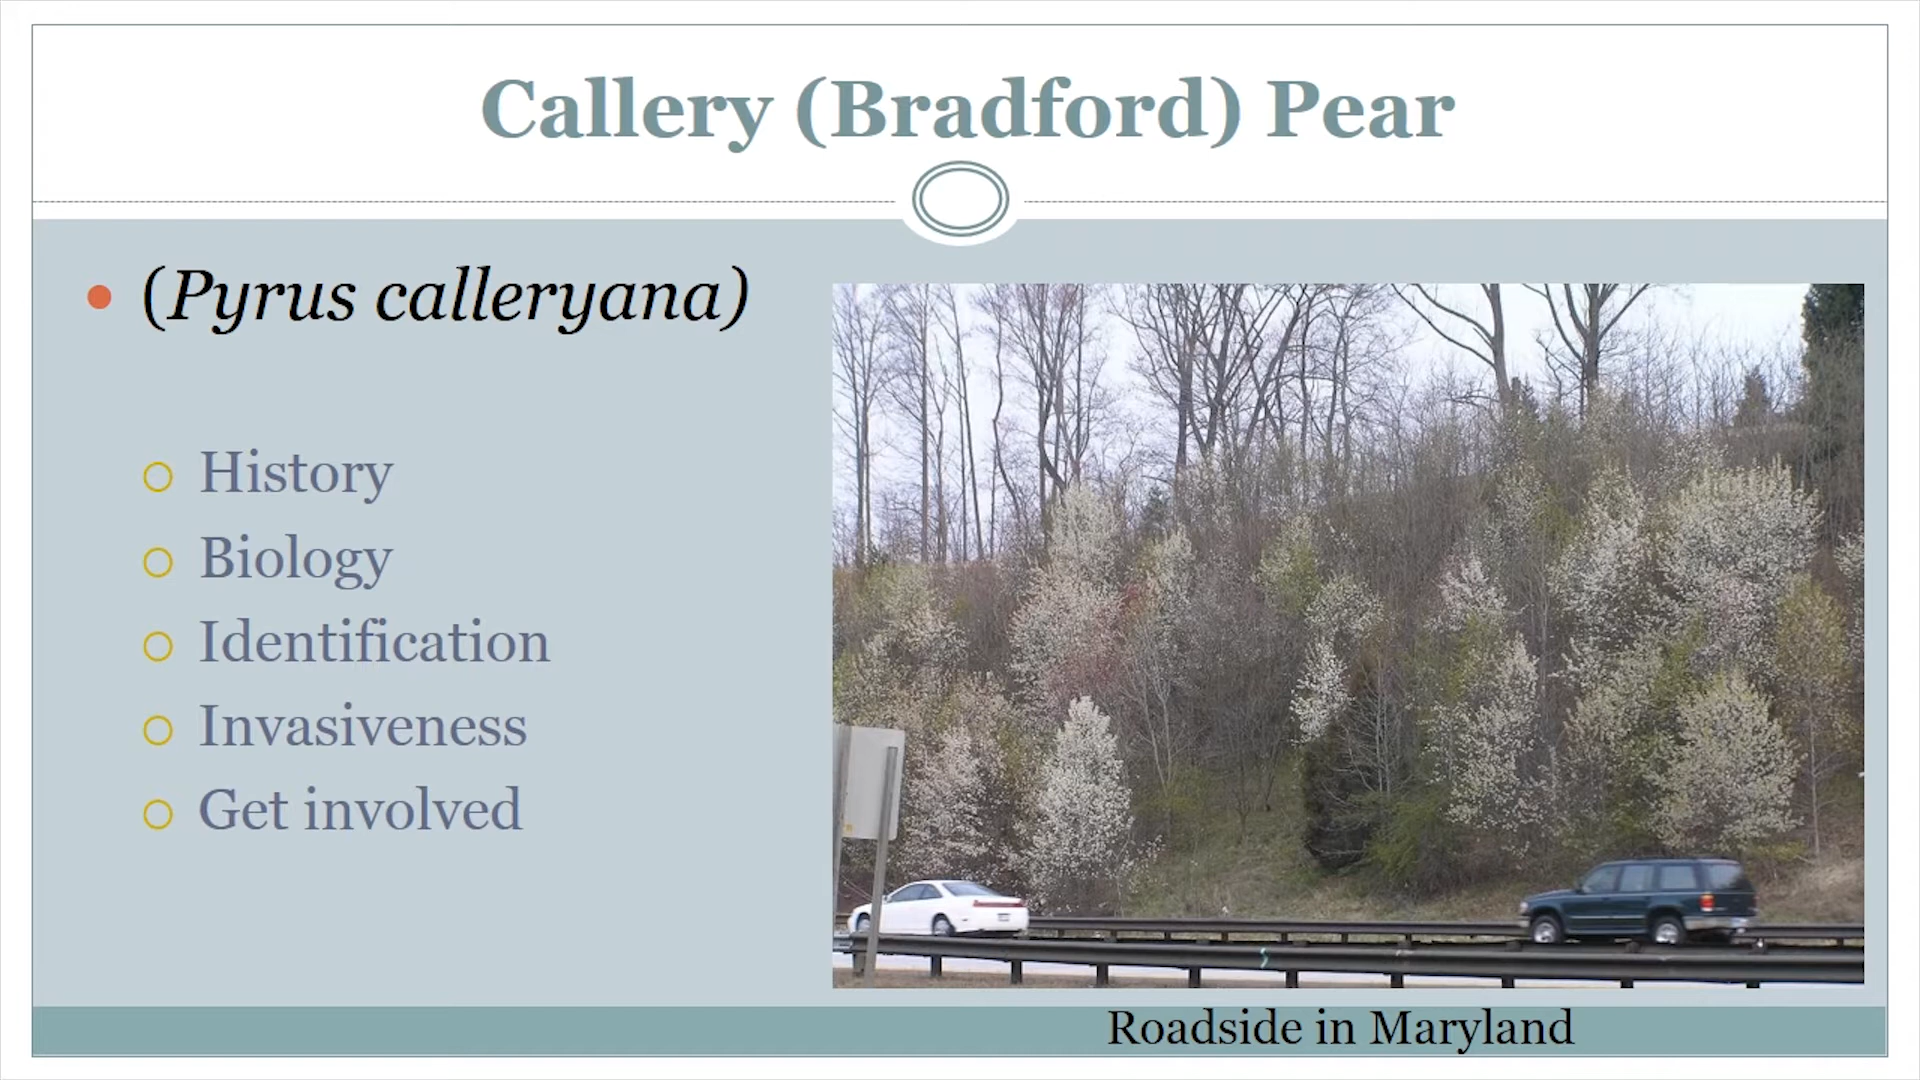 Callery (Bradford) Pear
(Pyrus calleryana)
History
Biology
Identification
Invasiveness
Get involved
Roadside in Maryland